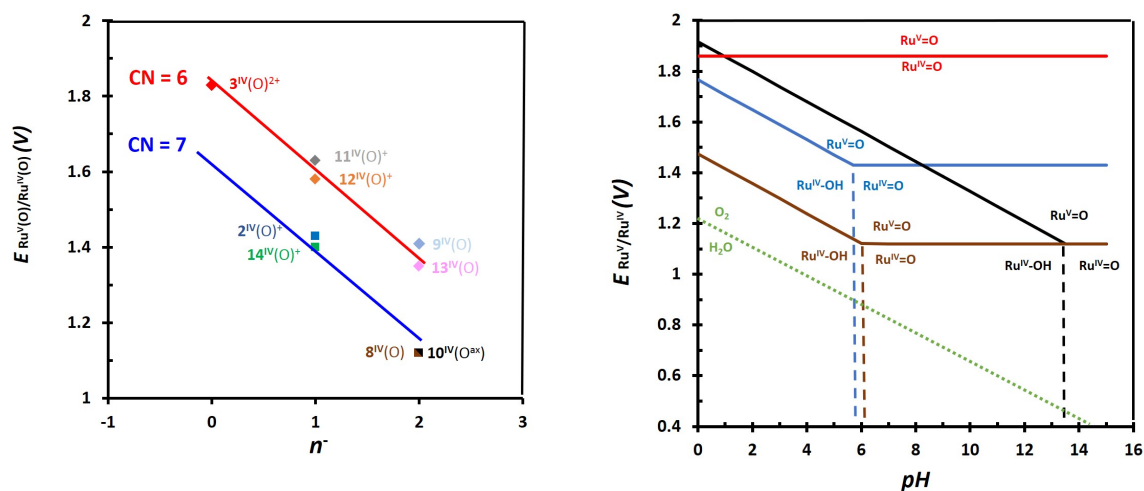 E Ru^V(O)/Ru^IV(O) (V)
2
1.8
1.6
1.4
1.2
1
-1
0
1
2
3
n^-
CN = 6
CN = 7
3^IV(O)^2+
11^IV(O)^+
12^IV(O)^+
2^IV(O)^+
14^IV(O)^+
9^IV(O)
13^IV(O)
8^IV(O)
10^IV(O^ax)
E Ru^V/Ru^IV (V)
2
1.8
1.6
1.4
1.2
1
0.8
0.6
0.4
0
2
4
6
8
10
12
14
16
pH
Ru^V=O
Ru^IV=O
Ru^V=O
Ru^IV-OH
Ru^IV=O
Ru^V=O
Ru^IV-OH
Ru^IV=O
Ru^V=O
Ru^IV-OH
Ru^IV=O
O₂
H₂O